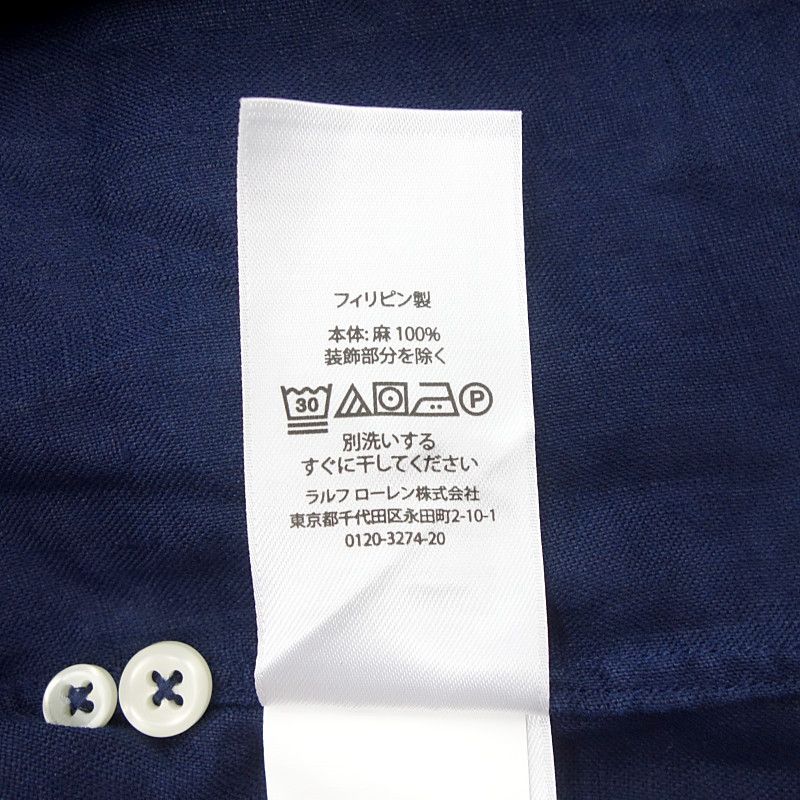 フィリピン製
本体: 麻 100%
装飾部分を除く
30 P
別洗いする
すぐに干してください
ラルフ ローレン株式会社
東京都千代田区永田町2-10-1
0120-3274-20